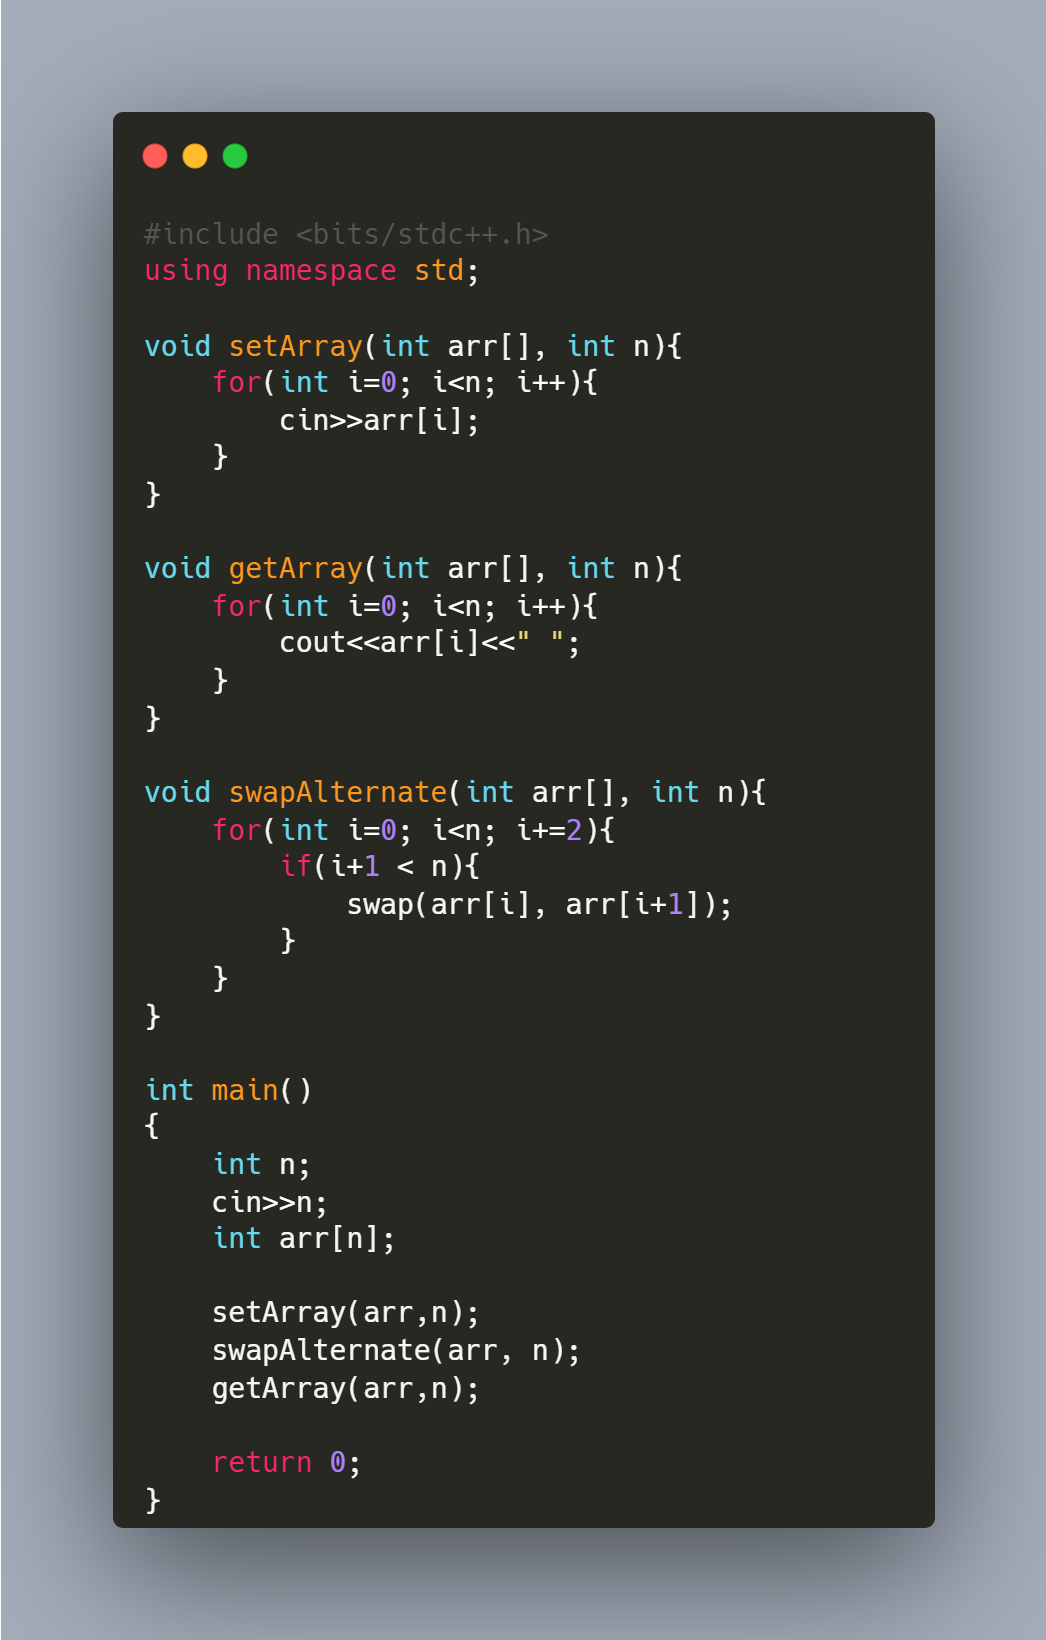 #include <bits/stdc++.h>
using namespace std;

void setArray(int arr[], int n){
    for(int i=0; i<n; i++){
        cin>>arr[i];
    }
}

void getArray(int arr[], int n){
    for(int i=0; i<n; i++){
        cout<<arr[i]<<" ";
    }
}

void swapAlternate(int arr[], int n){
    for(int i=0; i<n; i+=2){
        if(i+1 < n){
            swap(arr[i], arr[i+1]);
        }
    }
}

int main()
{
    int n;
    cin>>n;
    int arr[n];

    setArray(arr,n);
    swapAlternate(arr, n);
    getArray(arr,n);

    return 0;
}